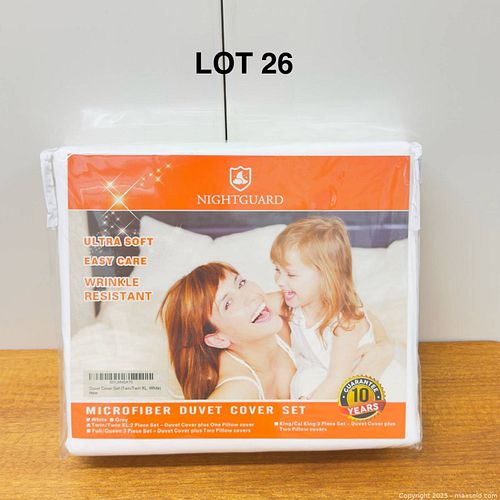 LOT 26
NIGHTGUARD
ULTRA SOFT
EASY CARE
WRINKLE
RESISTANT
Duvet Cover Set (Twin/Twin XL, White)
New
GUARANTEE
10
YEARS
MICROFIBER DUVET COVER SET
White Grey
Twin/Twin XL:2 Piece Set - Duvet Cover plus One Pillow cover
Full/Queen:3 Piece Set - Duvet Cover plus Two Pillow covers
King/Cal.King:3 Piece Set - Duvet Cover plus
Two Pillow covers
Copyright 2025 - maxsold.com